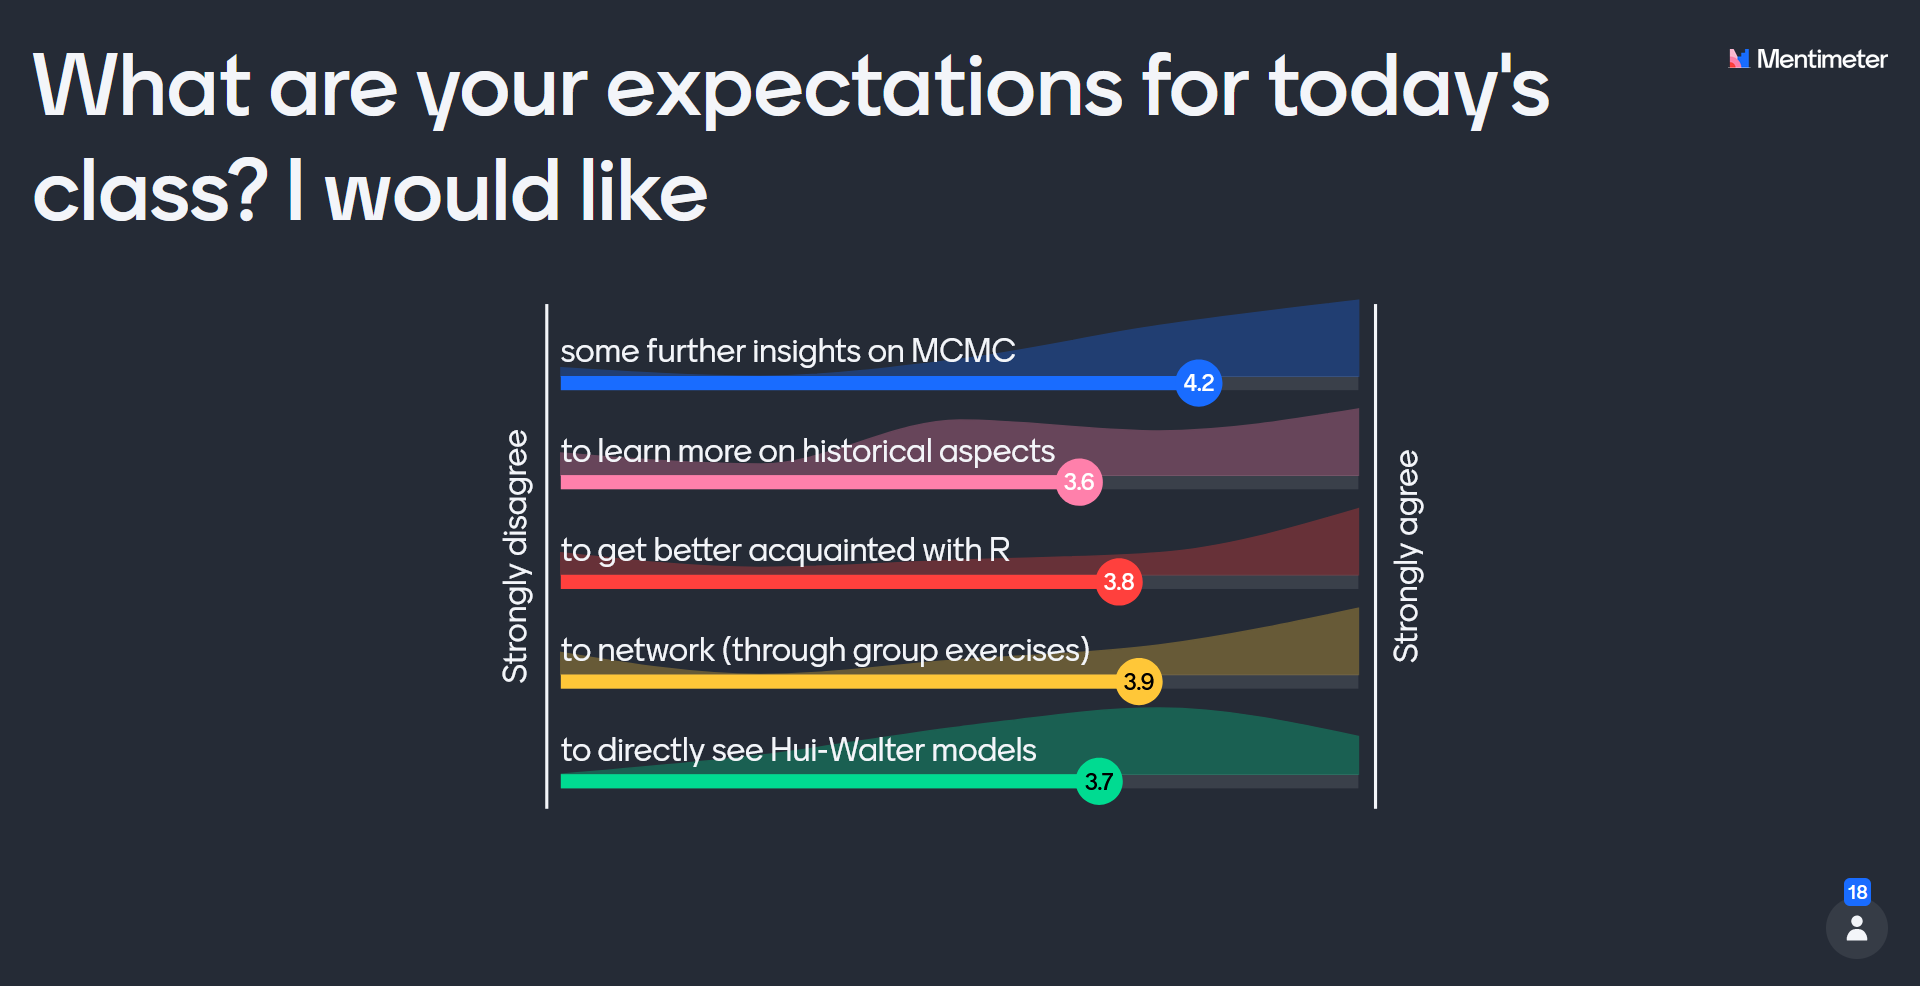 What are your expectations for today's
class? I would like
Mentimeter
Strongly disagree
some further insights on MCMC
4.2
to learn more on historical aspects
3.6
to get better acquainted with R
3.8
to network (through group exercises)
3.9
to directly see Hui-Walter models
3.7
Strongly agree
18